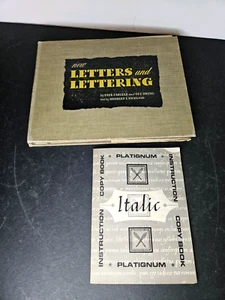 new
LETTERS and
LETTERING
PLATIGNUM
INSTRUCTION
COPY BOOK
Italic
INSTRUCTION
COPY BOOK
PLATIGNUM